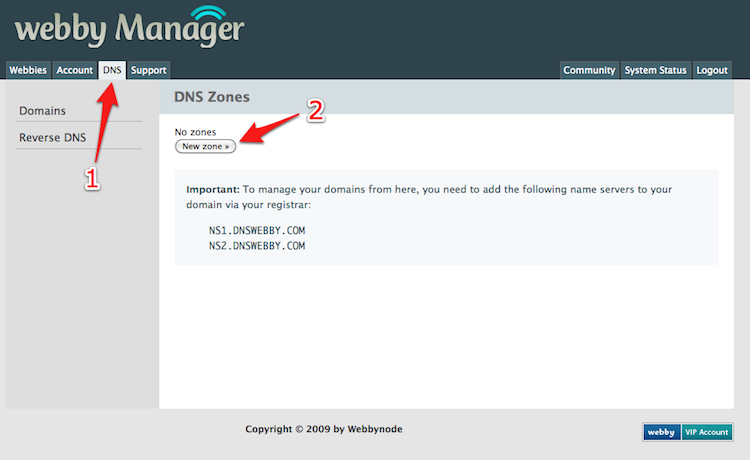 webby Manager
Webbies Account DNS Support Community System Status Logout
Domains
Reverse DNS
1
DNS Zones
2
No zones
New zone »
Important: To manage your domains from here, you need to add the following name servers to your
domain via your registrar:
NS1.DNSWEBBY.COM
NS2.DNSWEBBY.COM
Copyright © 2009 by Webbynode
webby VIP Account